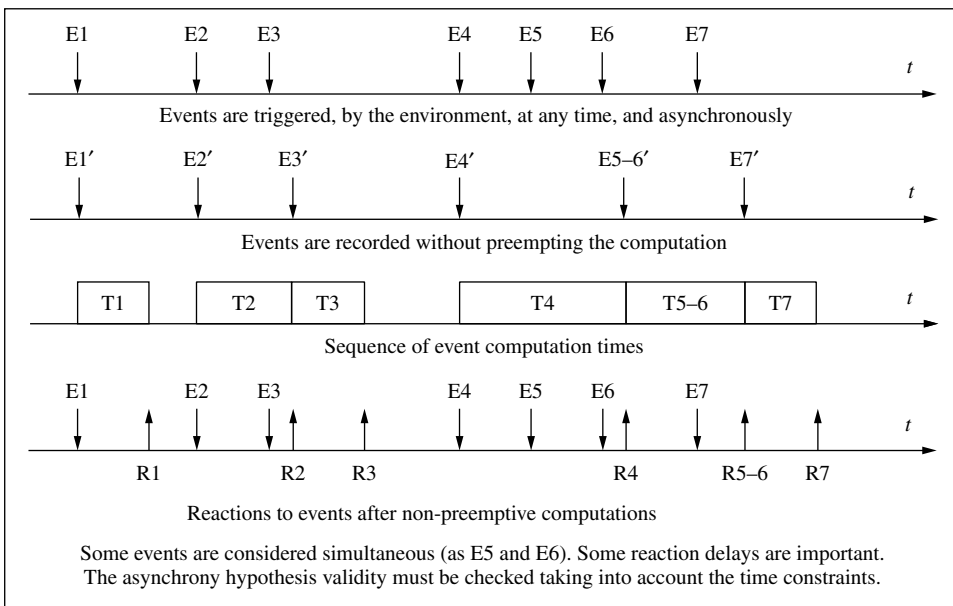 E1 E2 E3 E4 E5 E6 E7
t
Events are triggered, by the environment, at any time, and asynchronously
E1′ E2′ E3′ E4′ E5–6′ E7′
t
Events are recorded without preempting the computation
T1 T2 T3 T4 T5–6 T7
t
Sequence of event computation times
E1 E2 E3 E4 E5 E6 E7
t
R1 R2 R3 R4 R5–6 R7
Reactions to events after non-preemptive computations
Some events are considered simultaneous (as E5 and E6). Some reaction delays are important.
The asynchrony hypothesis validity must be checked taking into account the time constraints.